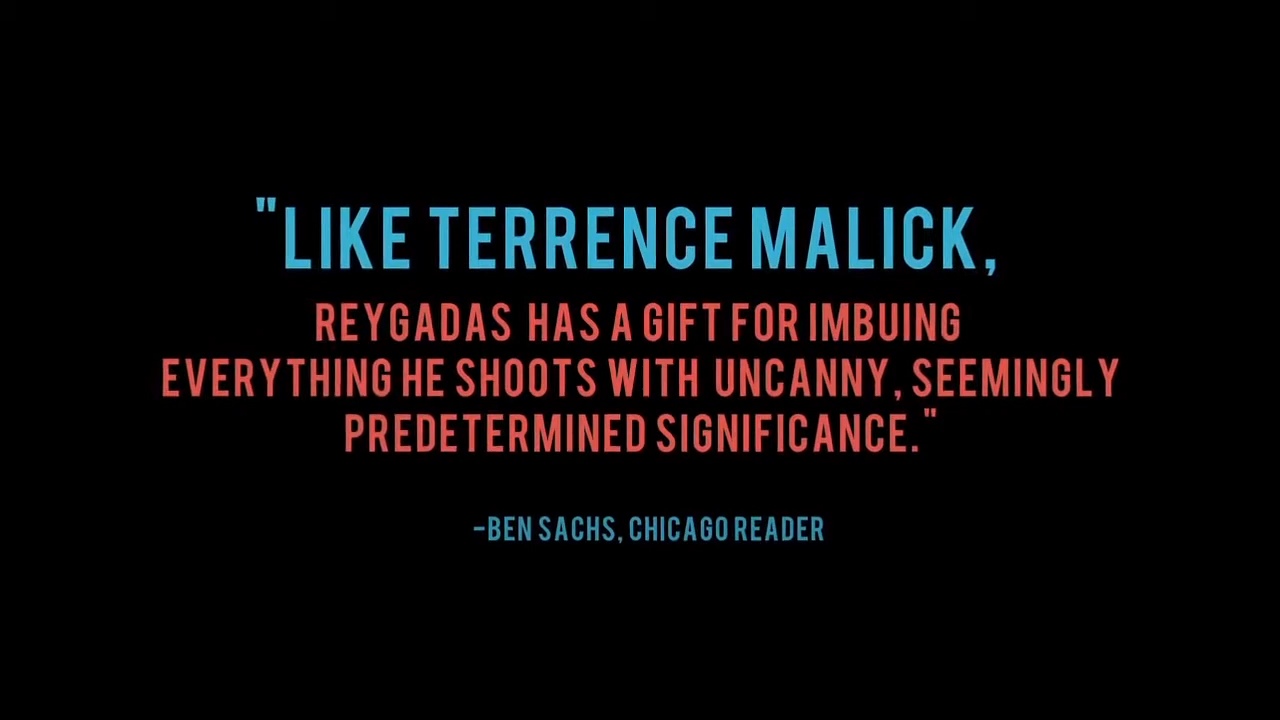 "LIKE TERRENCE MALICK,
REYGADAS HAS A GIFT FOR IMBUING
EVERYTHING HE SHOOTS WITH UNCANNY, SEEMINGLY
PREDETERMINED SIGNIFICANCE."
-BEN SACHS, CHICAGO READER